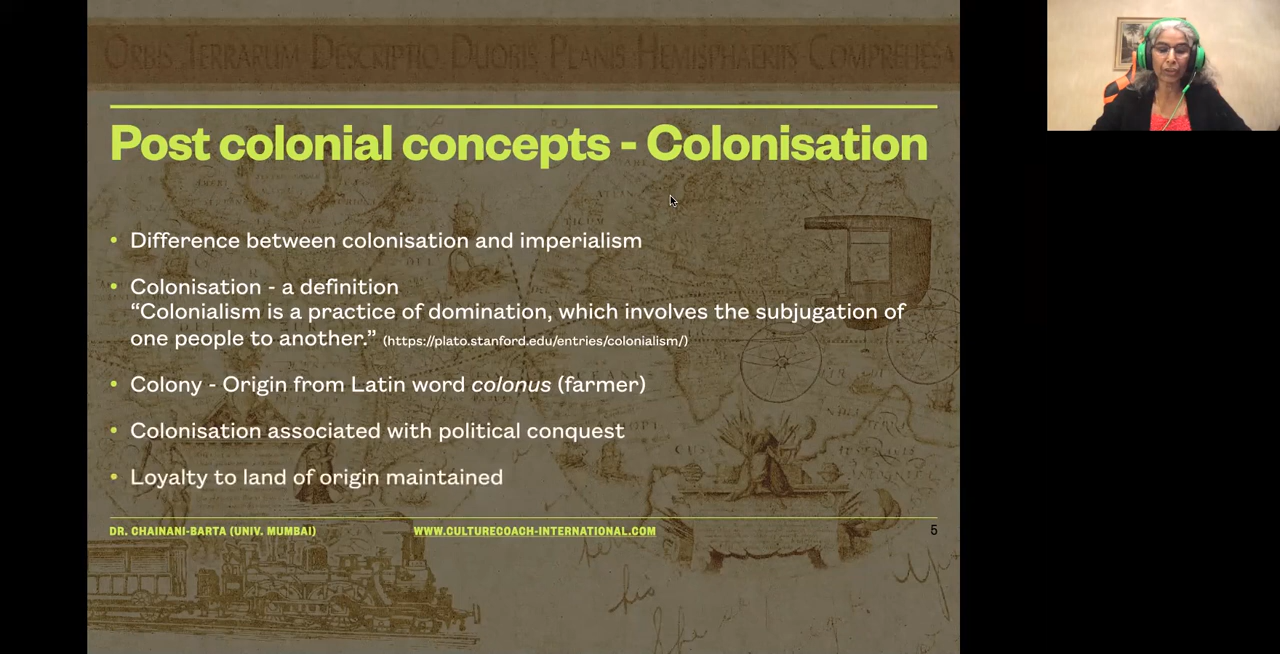 ORBIS TERRARUM DESCRIPTIO DUOBIS PLANIS HEMISPHAERIIS COMPREHESA
Post colonial concepts - Colonisation
• Difference between colonisation and imperialism
• Colonisation - a definition
“Colonialism is a practice of domination, which involves the subjugation of
one people to another.” (https://plato.stanford.edu/entries/colonialism/)
• Colony - Origin from Latin word colonus (farmer)
• Colonisation associated with political conquest
• Loyalty to land of origin maintained
DR. CHAINANI-BARTA (UNIV. MUMBAI) WWW.CULTURECOACH-INTERNATIONAL.COM 5